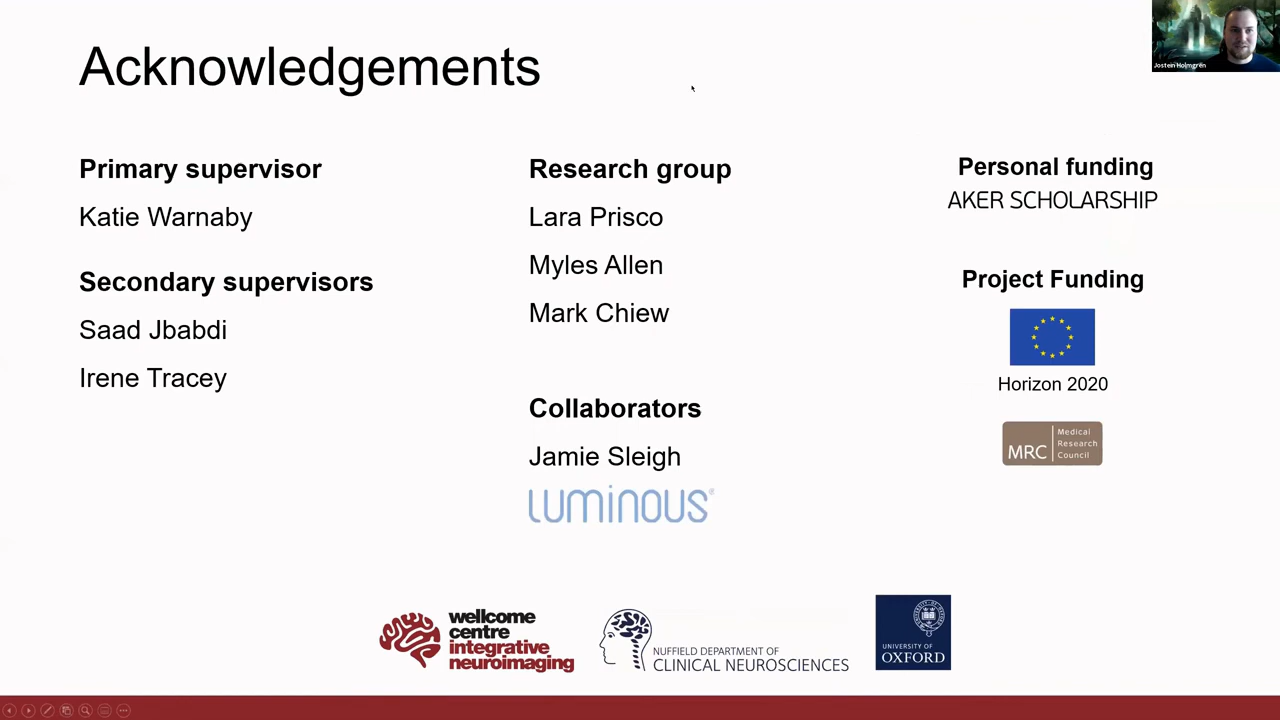 Acknowledgements
Jostein Holmgren
Primary supervisor
Katie Warnaby
Secondary supervisors
Saad Jbabdi
Irene Tracey
Research group
Lara Prisco
Myles Allen
Mark Chiew
Collaborators
Jamie Sleigh
LUMINOUS
Personal funding
AKER SCHOLARSHIP
Project Funding
Horizon 2020
MRC
Medical
Research
Council
wellcome
centre
integrative
neuroimaging
NUFFIELD DEPARTMENT OF
CLINICAL NEUROSCIENCES
UNIVERSITY OF
OXFORD